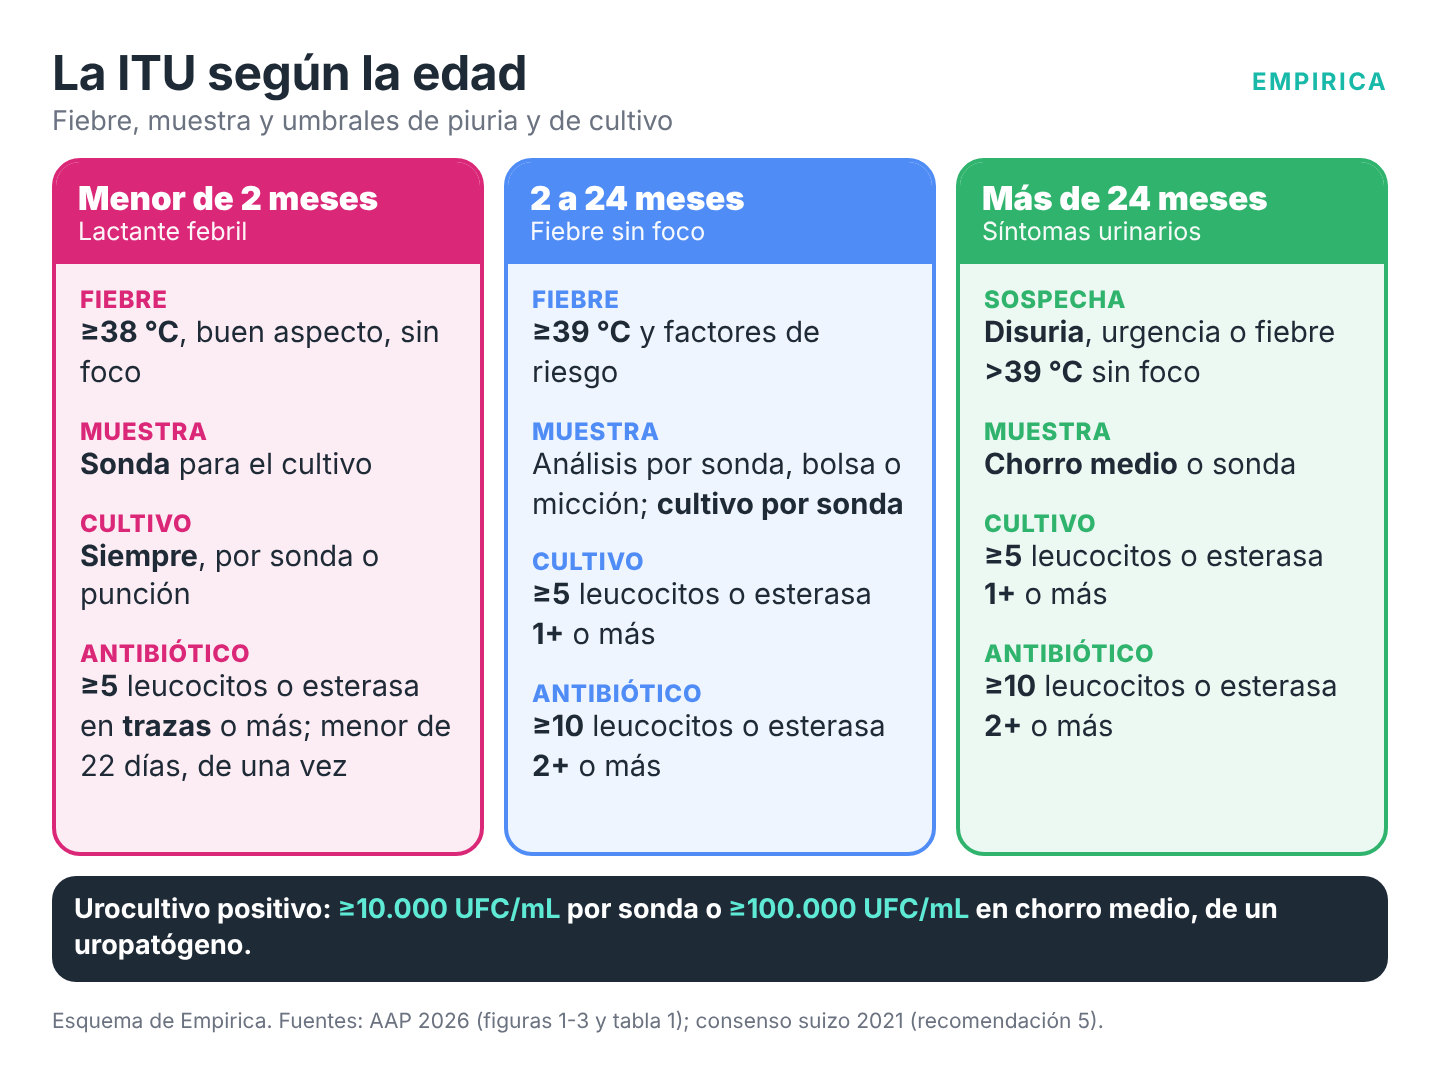 La ITU según la edad
EMPIRICA
Fiebre, muestra y umbrales de piuria y de cultivo
Menor de 2 meses
Lactante febril
FIEBRE
≥38 °C, buen aspecto, sin
foco
MUESTRA
Sonda para el cultivo
CULTIVO
Siempre, por sonda o
punción
ANTIBIÓTICO
≥5 leucocitos o esterasa
en trazas o más; menor de
22 días, de una vez
2 a 24 meses
Fiebre sin foco
FIEBRE
≥39 °C y factores de
riesgo
MUESTRA
Análisis por sonda, bolsa o
micción; cultivo por sonda
CULTIVO
≥5 leucocitos o esterasa
1+ o más
ANTIBIÓTICO
≥10 leucocitos o esterasa
2+ o más
Más de 24 meses
Síntomas urinarios
SOSPECHA
Disuria, urgencia o fiebre
>39 °C sin foco
MUESTRA
Chorro medio o sonda
CULTIVO
≥5 leucocitos o esterasa
1+ o más
ANTIBIÓTICO
≥10 leucocitos o esterasa
2+ o más
Urocultivo positivo: ≥10.000 UFC/mL por sonda o ≥100.000 UFC/mL en chorro medio, de un
uropatógeno.
Esquema de Empirica. Fuentes: AAP 2026 (figuras 1-3 y tabla 1); consenso suizo 2021 (recomendación 5).